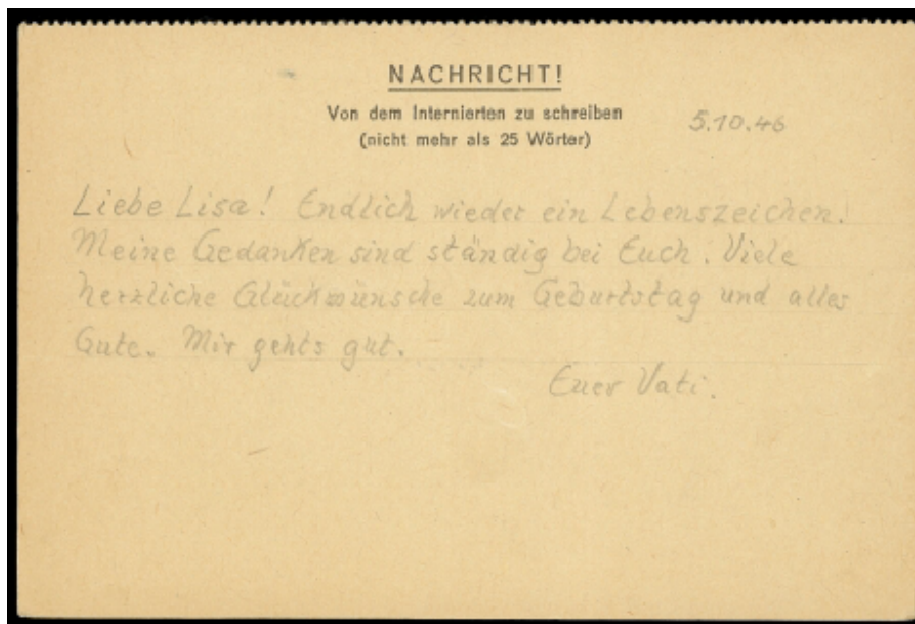 NACHRICHT!
Von dem Internierten zu schreiben
(nicht mehr als 25 Wörter)
5.10.46
Liebe Lisa! Endlich wieder ein Lebenszeichen!
Meine Gedanken sind ständig bei Euch. Viele
herzliche Glückwünsche zum Geburtstag und alles
Gute. Mir gehts gut.
Euer Vati.